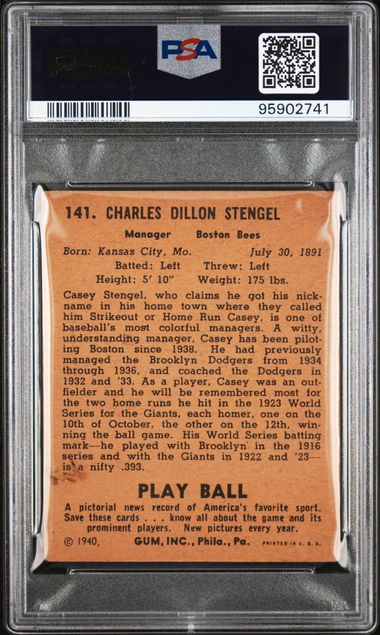 PSA
PSA
95902741
141. CHARLES DILLON STENGEL
Manager Boston Bees
Born: Kansas City, Mo. July 30, 1891
Batted: Left Threw: Left
Height: 5' 10" Weight: 175 lbs.
Casey Stengel, who claims he got his nick-
name in his home town where they called
him Strikeout or Home Run Casey, is one of
baseball's most colorful managers. A witty,
understanding manager, Casey has been pilot-
ing Boston since 1938. He had previously
managed the Brooklyn Dodgers from 1934
through 1936, and coached the Dodgers in
1932 and '33. As a player, Casey was an out-
fielder and he will be remembered most for
the two home runs he hit in the 1923 World
Series for the Giants, each homer, one on the
10th of October, the other on the 12th, win-
ning the ball game. His World Series batting
mark—he played with Brooklyn in the 1916
series and with the Giants in 1922 and '23—
is a nifty .393.
PLAY BALL
A pictorial news record of America's favorite sport.
Save these cards . . . know all about the game and its
prominent players. New pictures every year.
© 1940, GUM, INC., Phila., Pa. PRINTED IN U. S. A.